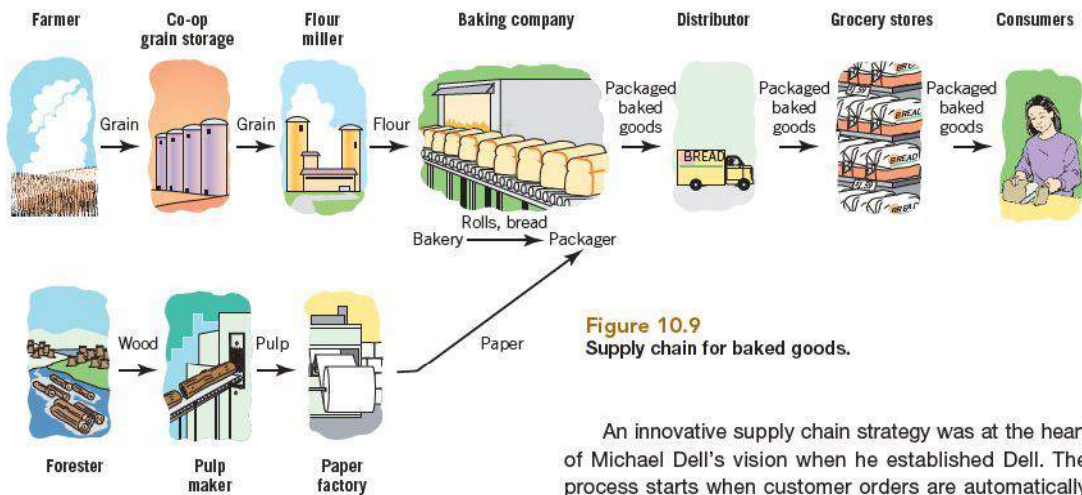 Farmer
Co-op
grain storage
Flour
miller
Baking company
Distributor
Grocery stores
Consumers
Grain
Grain
Flour
Packaged
baked
goods
BREAD
Packaged
baked
goods
BREAD
BREAD
Packaged
baked
goods
Rolls, bread
Bakery
Packager
Wood
Pulp
Paper
Forester
Pulp
maker
Paper
factory
Figure 10.9
Supply chain for baked goods.
An innovative supply chain strategy was at the hear
of Michael Dell's vision when he established Dell. The
process starts when customer orders are automatically